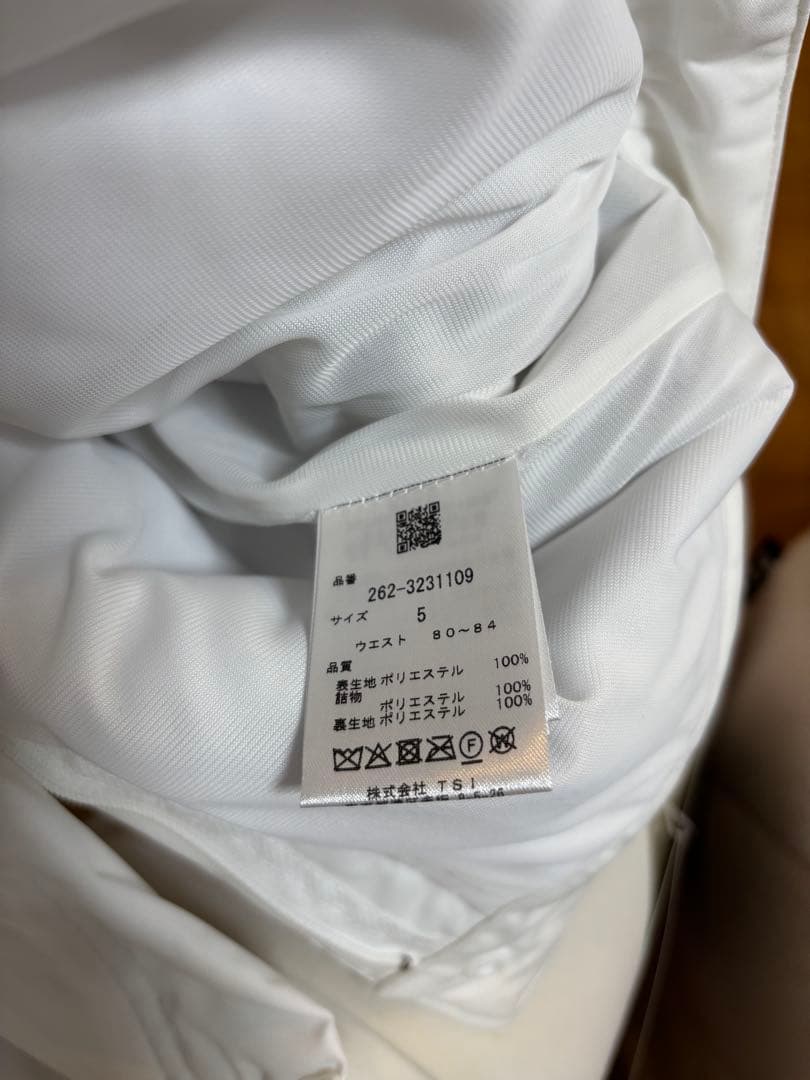 品番
262-3231109
サイズ 5
ウエスト 80～84
品質
表生地 ポリエステル 100%
詰物 ポリエステル 100%
裏生地 ポリエステル 100%
F W
株式会社 TSI